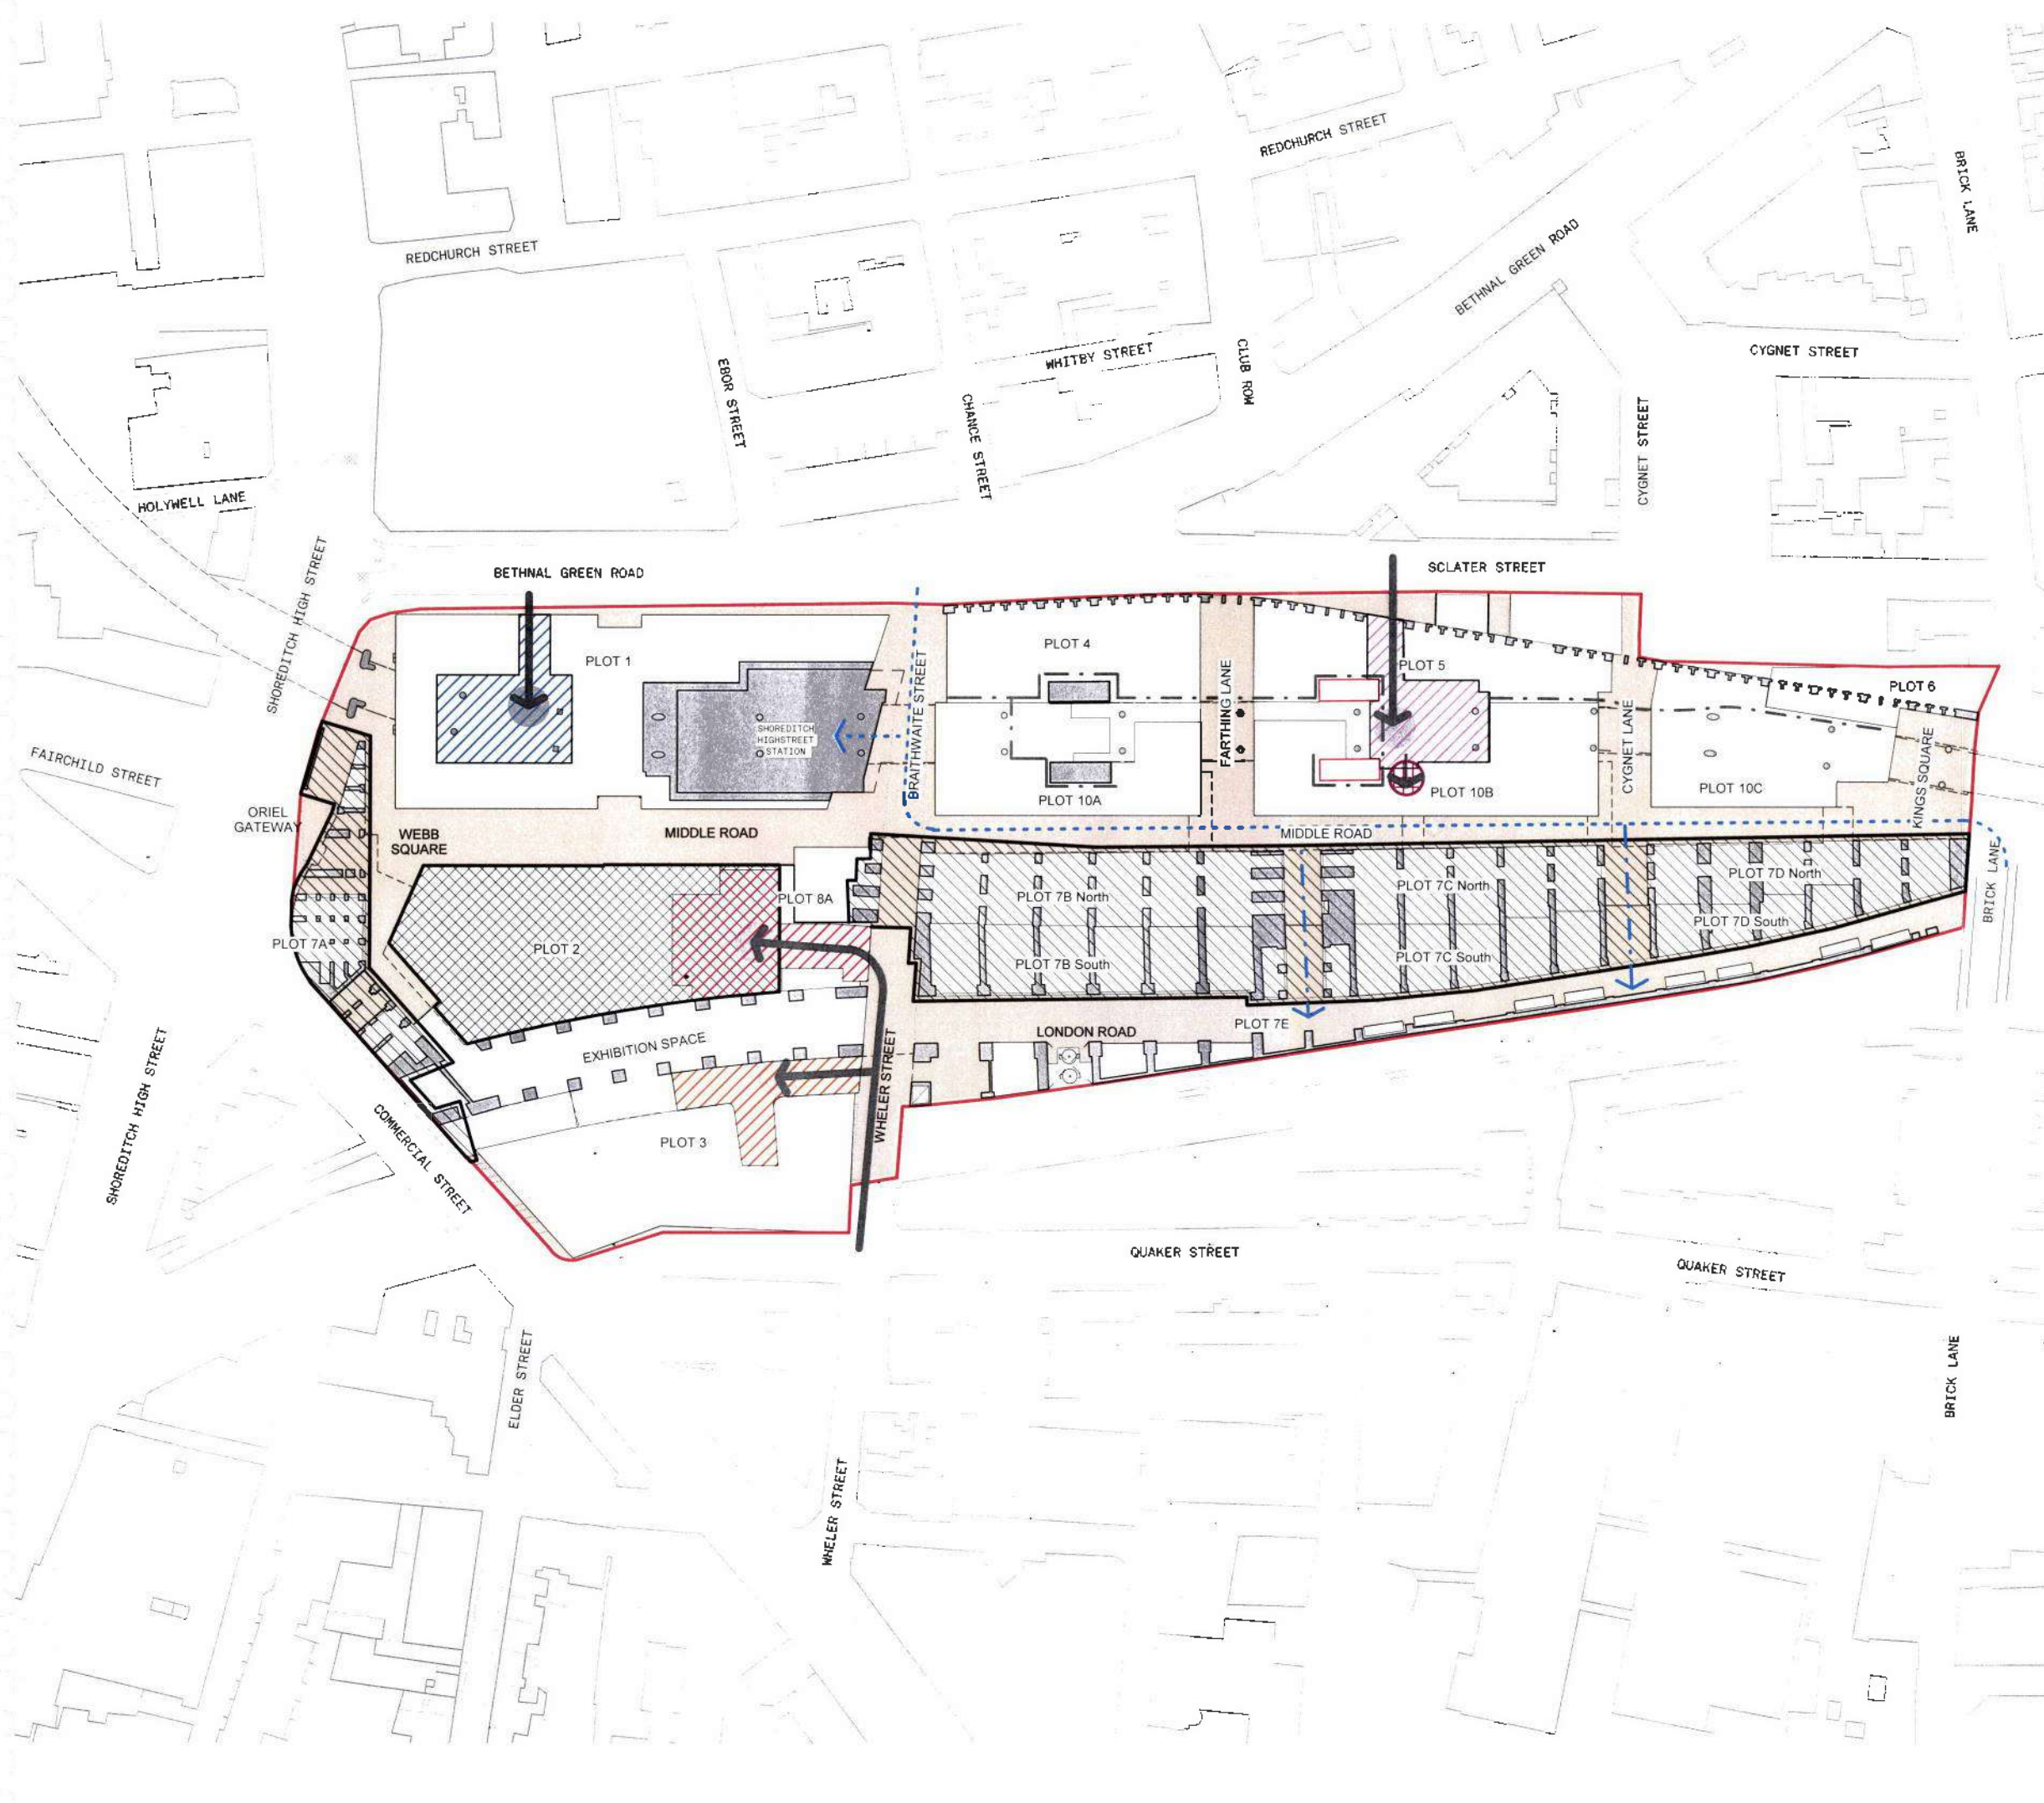 REDCHURCH STREET
BRICK LANE
REDCHURCH STREET
BETHNAL GREEN ROAD
WHITBY STREET
CLUB ROW
CYGNET STREET
EBOR STREET
CHANCE STREET
CYGNET STREET
HOLYWELL LANE
SHOREDITCH HIGH STREET
BETHNAL GREEN ROAD
SCLATER STREET
PLOT 1
PLOT 4
PLOT 5
PLOT 6
BRAITHWAITE STREET
FARTHING LANE
CYGNET LANE
KINGS SQUARE
SHOREDITCH
HIGHSTREET
STATION
FAIRCHILD STREET
PLOT 10A
PLOT 10B
PLOT 10C
ORIEL
GATEWAY
WEBB
SQUARE
MIDDLE ROAD
MIDDLE ROAD
BRICK LANE
PLOT 8A
PLOT 7B North
PLOT 7C North
PLOT 7D North
PLOT 7D South
PLOT 7A
PLOT 2
PLOT 7B South
PLOT 7C South
EXHIBITION SPACE
LONDON ROAD
PLOT 7E
WHELER STREET
SHOREDITCH HIGH STREET
COMMERCIAL STREET
PLOT 3
QUAKER STREET
QUAKER STREET
ELDER STREET
BRICK LANE
WHELER STREET